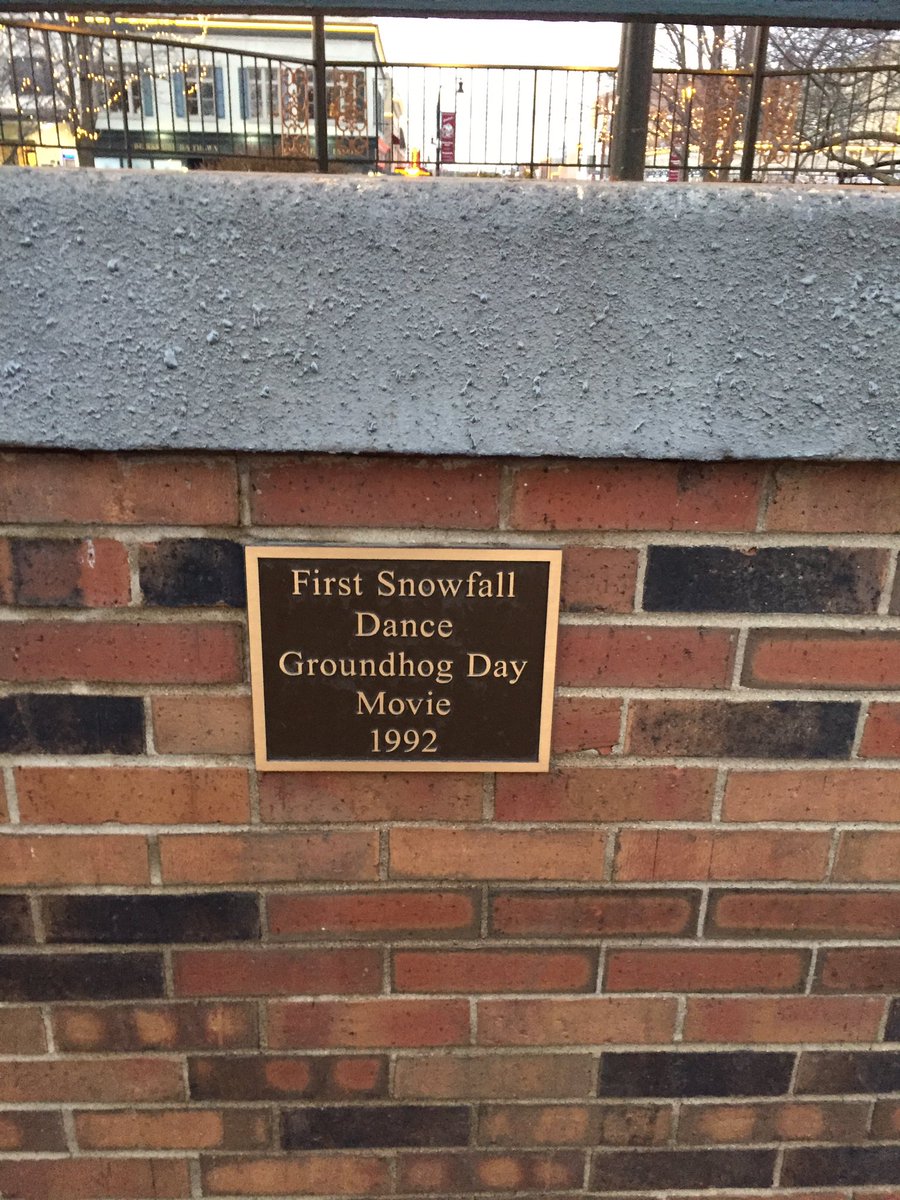 First Snowfall
Dance
Groundhog Day
Movie
1992